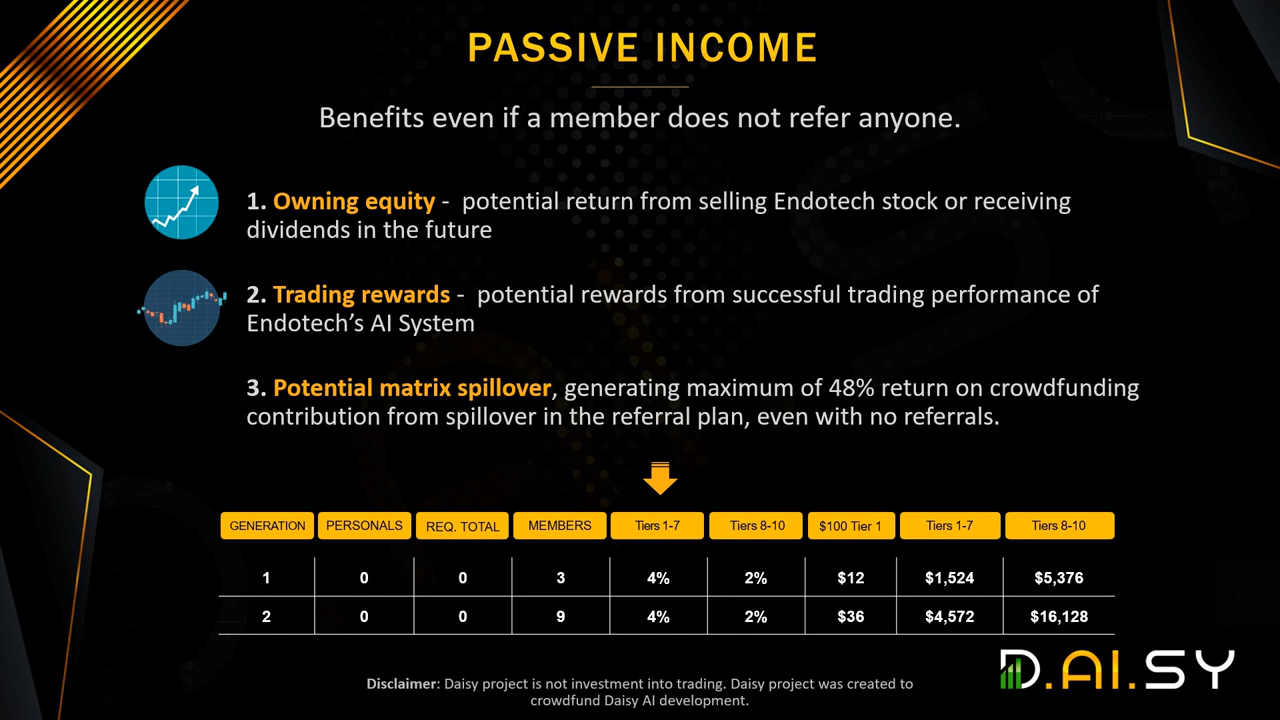 PASSIVE INCOME
Benefits even if a member does not refer anyone.
1. Owning equity - potential return from selling Endotech stock or receiving
dividends in the future
2. Trading rewards - potential rewards from successful trading performance of
Endotech’s AI System
3. Potential matrix spillover, generating maximum of 48% return on crowdfunding
contribution from spillover in the referral plan, even with no referrals.
GENERATION PERSONALS REQ. TOTAL MEMBERS Tiers 1-7 Tiers 8-10 $100 Tier 1 Tiers 1-7 Tiers 8-10
1 0 0 3 4% 2% $12 $1,524 $5,376
2 0 0 9 4% 2% $36 $4,572 $16,128
D.AI.SY
Disclaimer: Daisy project is not investment into trading. Daisy project was created to
crowdfund Daisy AI development.